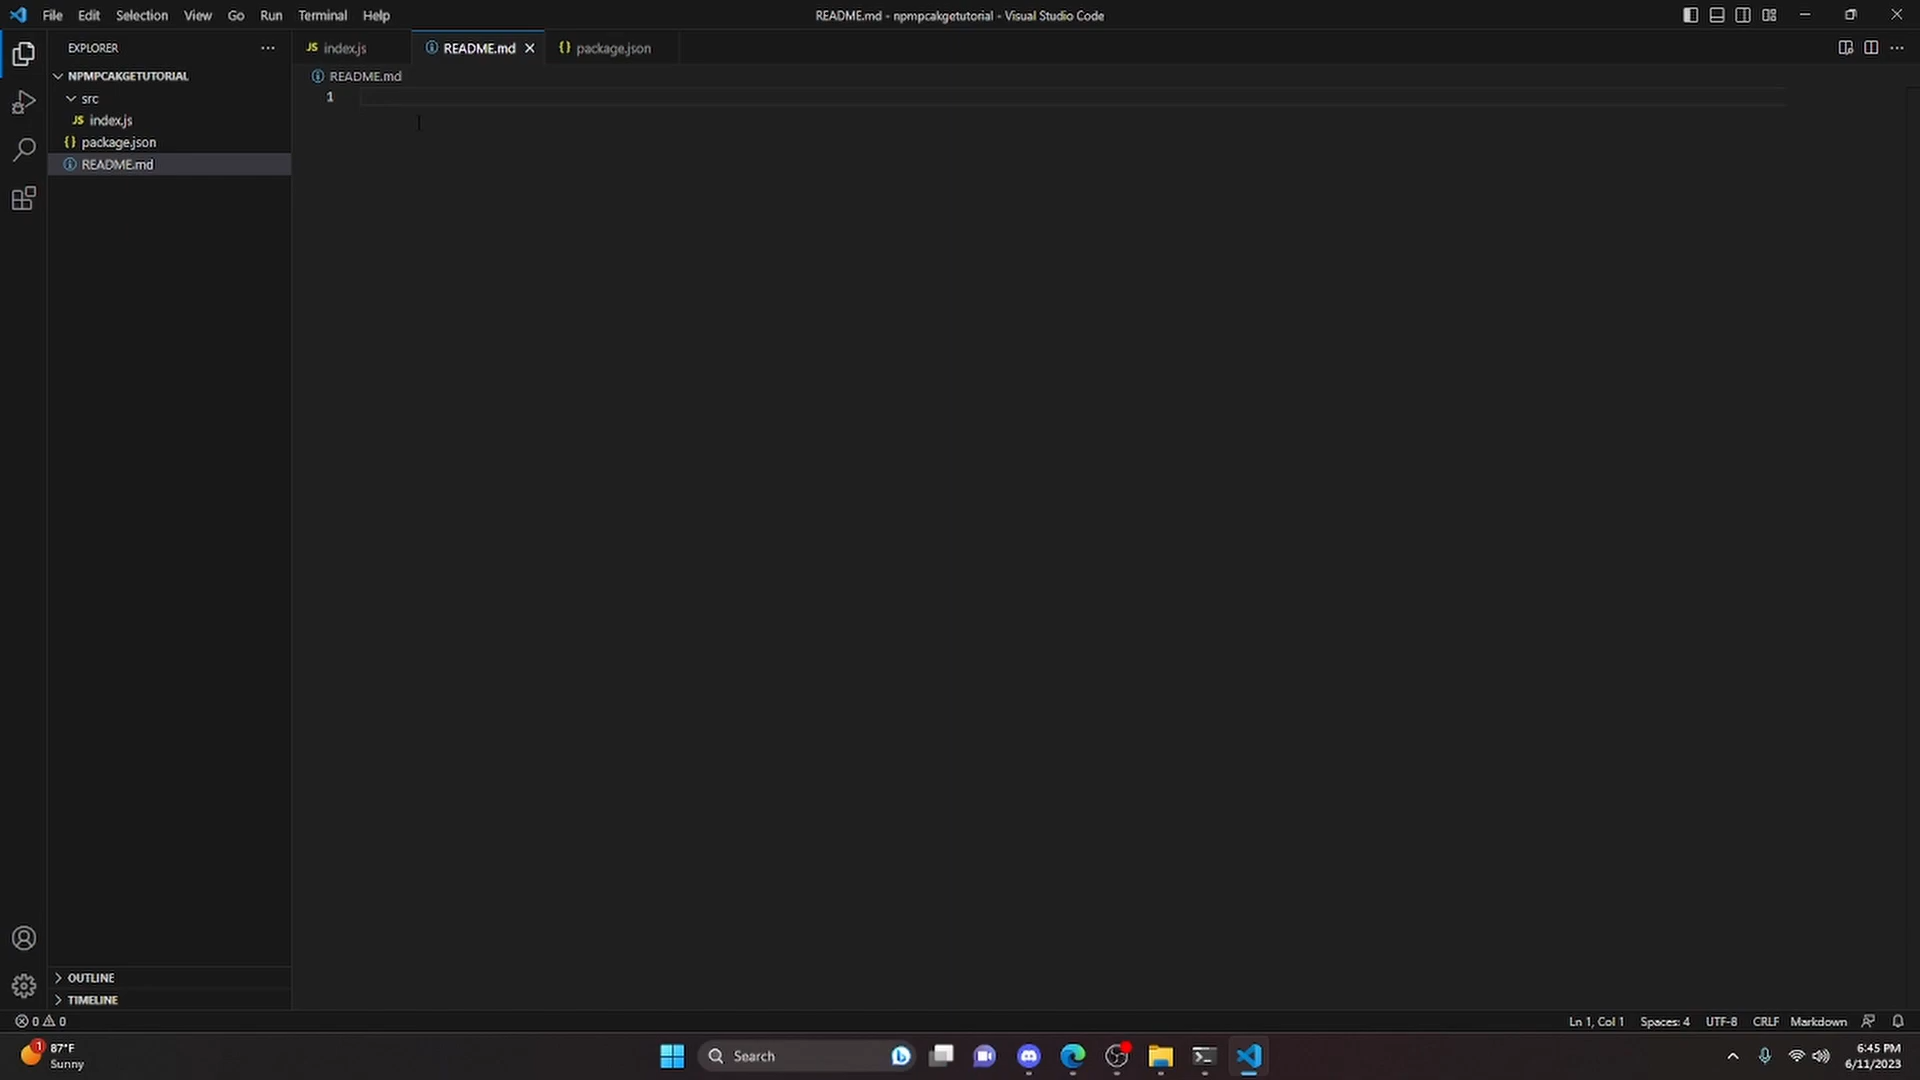 File Edit Selection View Go Run Terminal Help
README.md - npmpcakgetutorial - Visual Studio Code
EXPLORER
JS index.js
README.md
{} package.json
NPMPCAKGETUTORIAL
README.md
src
1
JS index.js
{} package.json
README.md
OUTLINE
TIMELINE
0 0
Ln 1, Col 1 Spaces: 4 UTF-8 CRLF Markdown
1
87°F
Sunny
Search
6:45 PM
6/11/2023